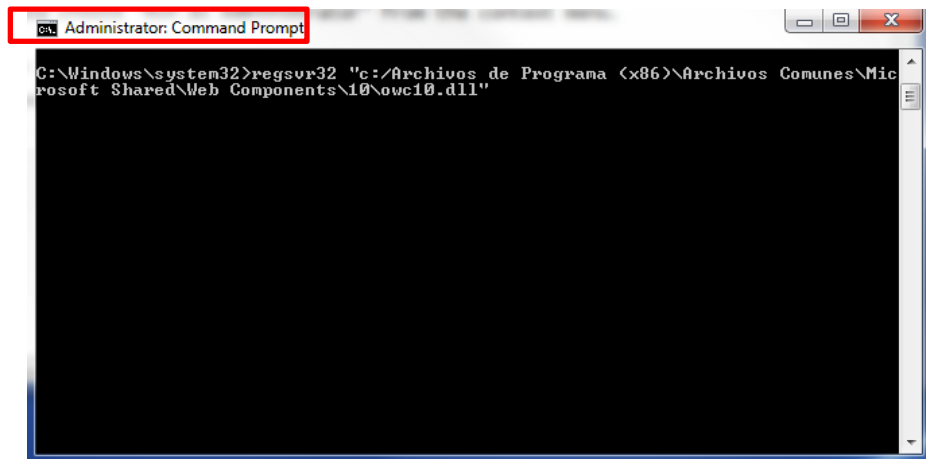 Administrator: Command Prompt
C:\Windows\system32>regsvr32 "c:/Archivos de Programa (x86)\Archivos Comunes\Mic
rosoft Shared\Web Components\10\owc10.dll"